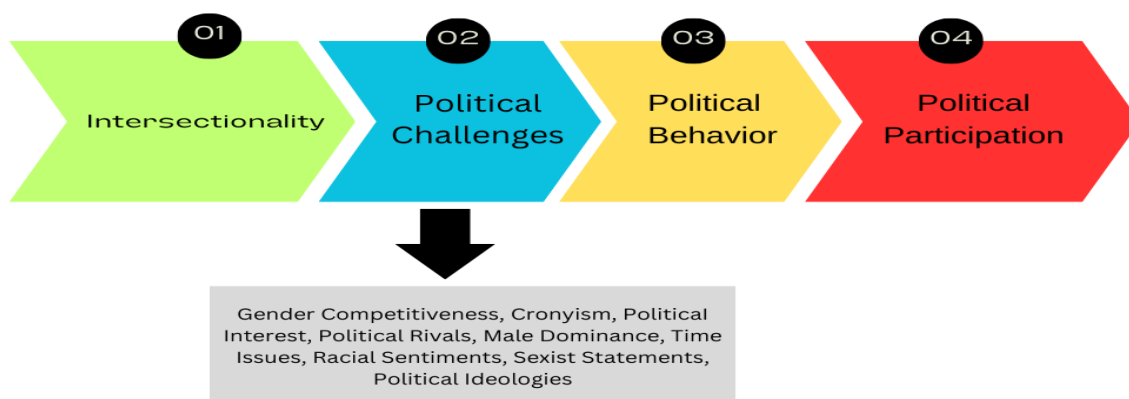 01
Intersectionality
02
Political
Challenges
03
Political
Behavior
04
Political
Participation
Gender Competitiveness, Cronyism, Political
Interest, Political Rivals, Male Dominance, Time
Issues, Racial Sentiments, Sexist Statements,
Political Ideologies